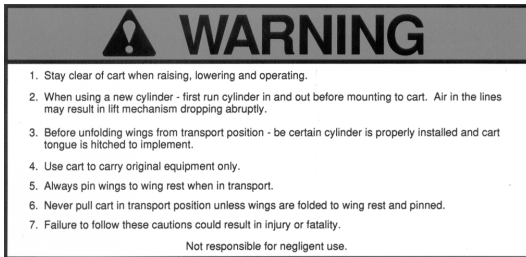 WARNING
1. Stay clear of cart when raising, lowering and operating.
2. When using a new cylinder - first run cylinder in and out before mounting to cart. Air in the lines
may result in lift mechanism dropping abruptly.
3. Before unfolding wings from transport position - be certain cylinder is properly installed and cart
tongue is hitched to implement.
4. Use cart to carry original equipment only.
5. Always pin wings to wing rest when in transport.
6. Never pull cart in transport position unless wings are folded to wing rest and pinned.
7. Failure to follow these cautions could result in injury or fatality.
Not responsible for negligent use.